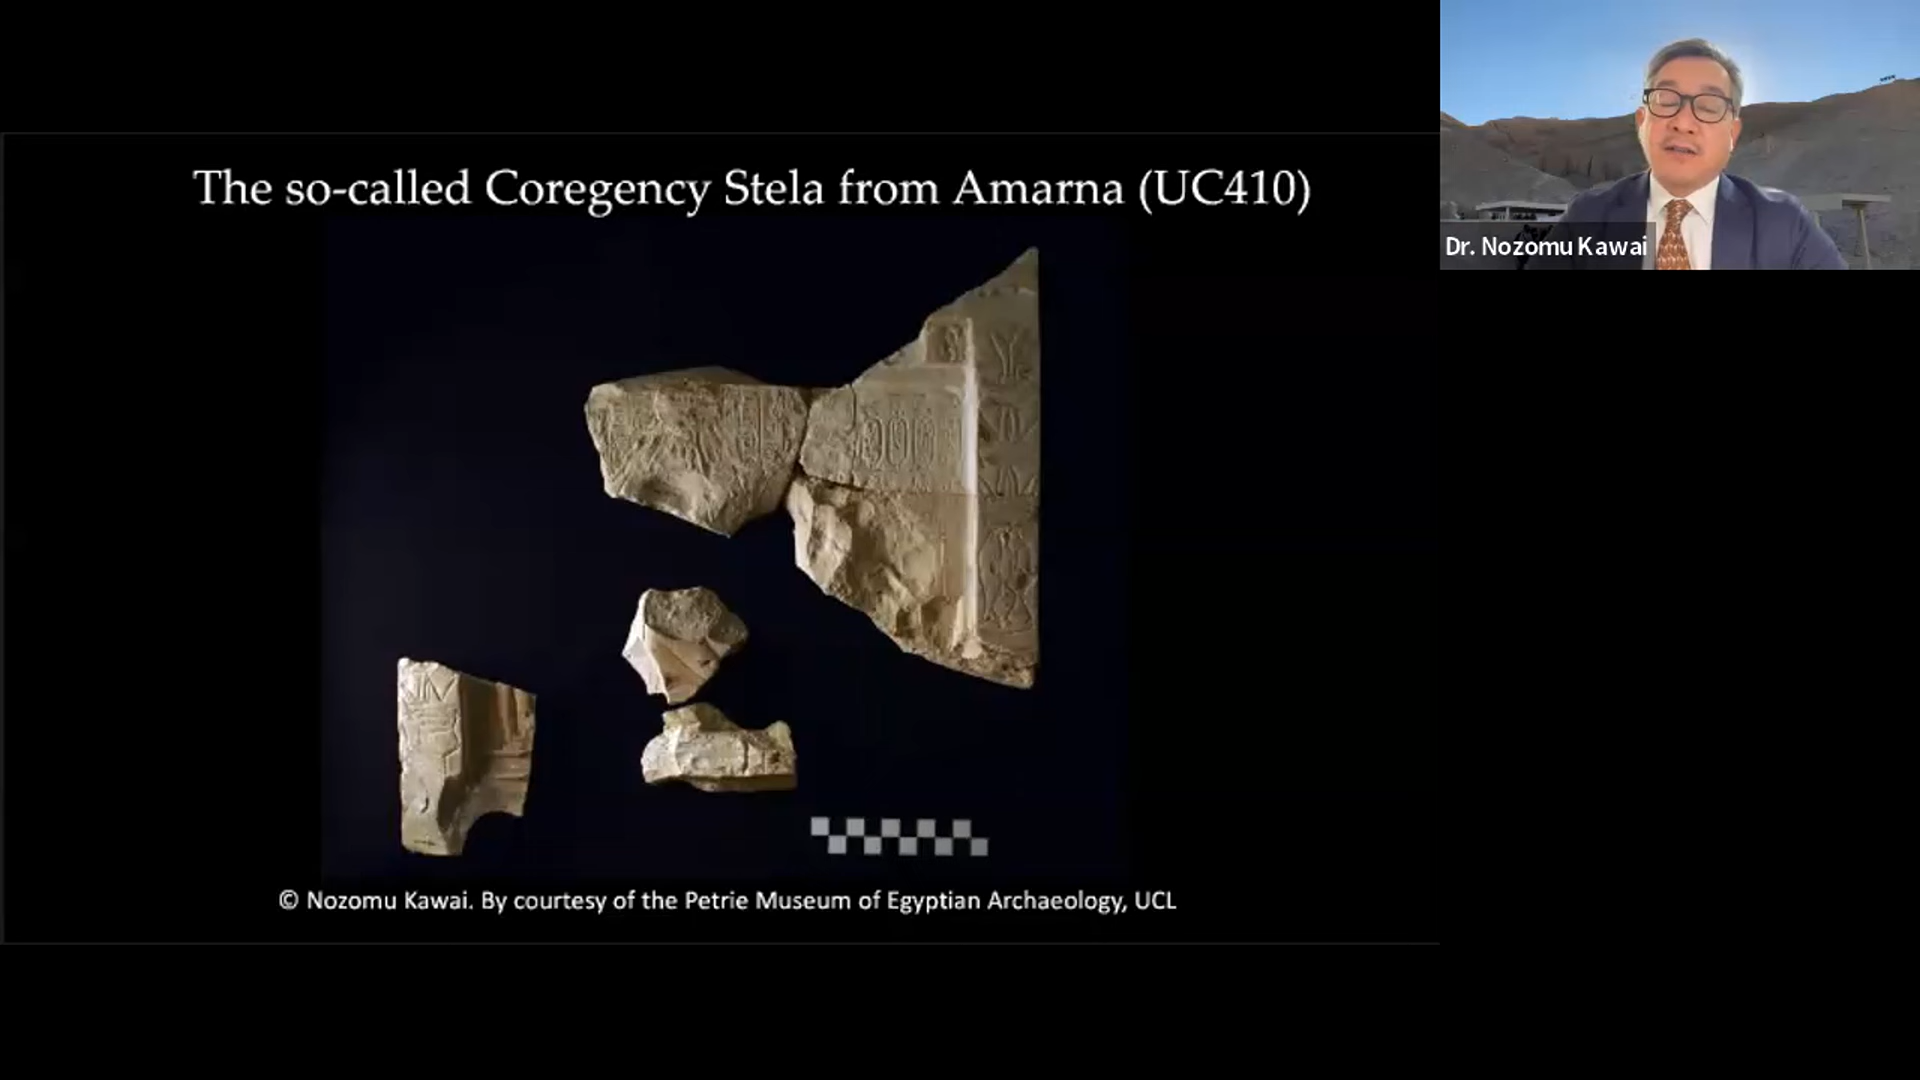 The so-called Coregency Stela from Amarna (UC410)
Dr. Nozomu Kawai
© Nozomu Kawai. By courtesy of the Petrie Museum of Egyptian Archaeology, UCL